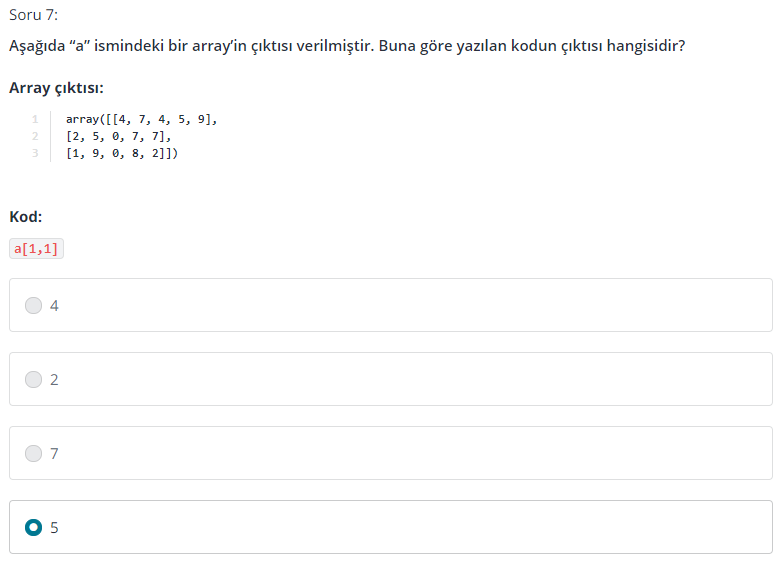 Soru 7:
Aşağıda “a” ismindeki bir array’in çıktısı verilmiştir. Buna göre yazılan kodun çıktısı hangisidir?
Array çıktısı:
1 array([[4, 7, 4, 5, 9],
2 [2, 5, 0, 7, 7],
3 [1, 9, 0, 8, 2]])
Kod:
a[1,1]
4
2
7
5